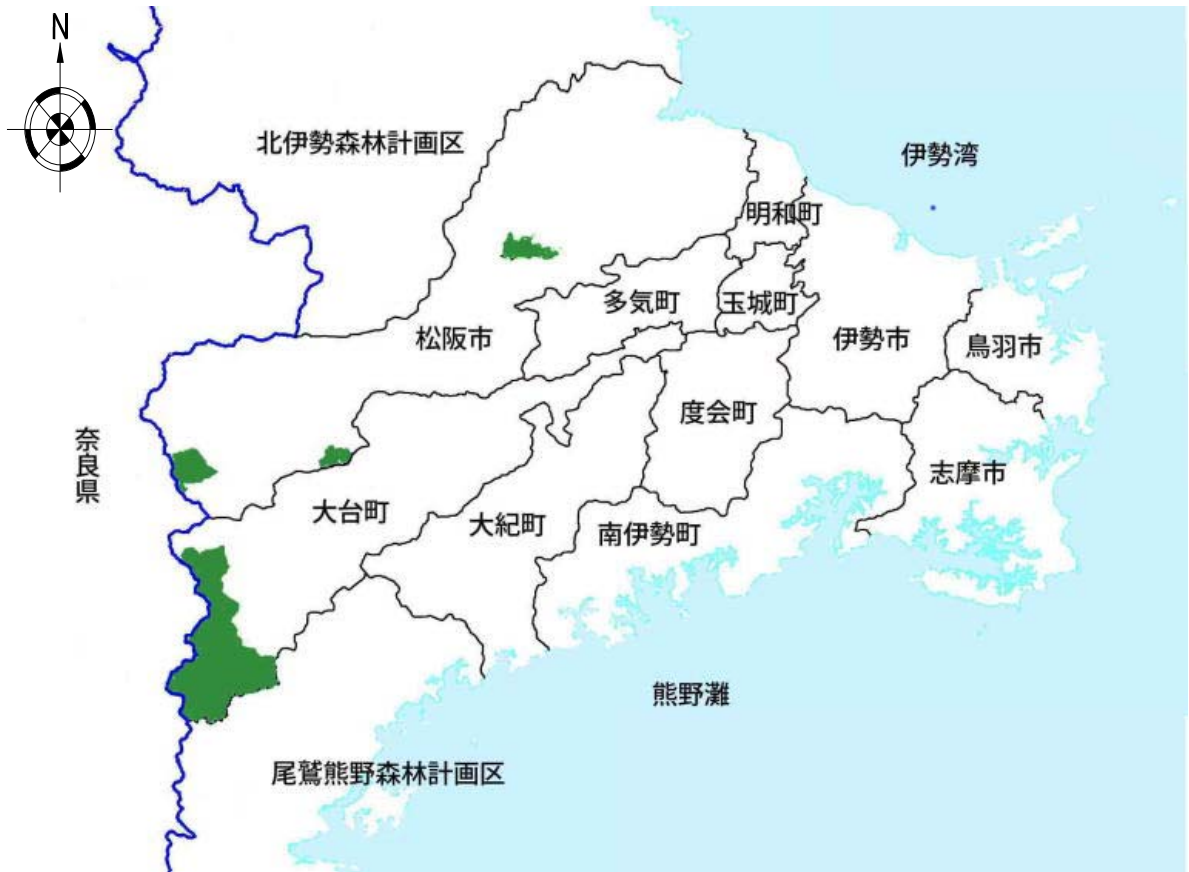 N
北伊勢森林計画区
伊勢湾
明和町
多気町
玉城町
松阪市
伊勢市
鳥羽市
度会町
奈良県
志摩市
大台町
大紀町
南伊勢町
熊野灘
尾鷲熊野森林計画区